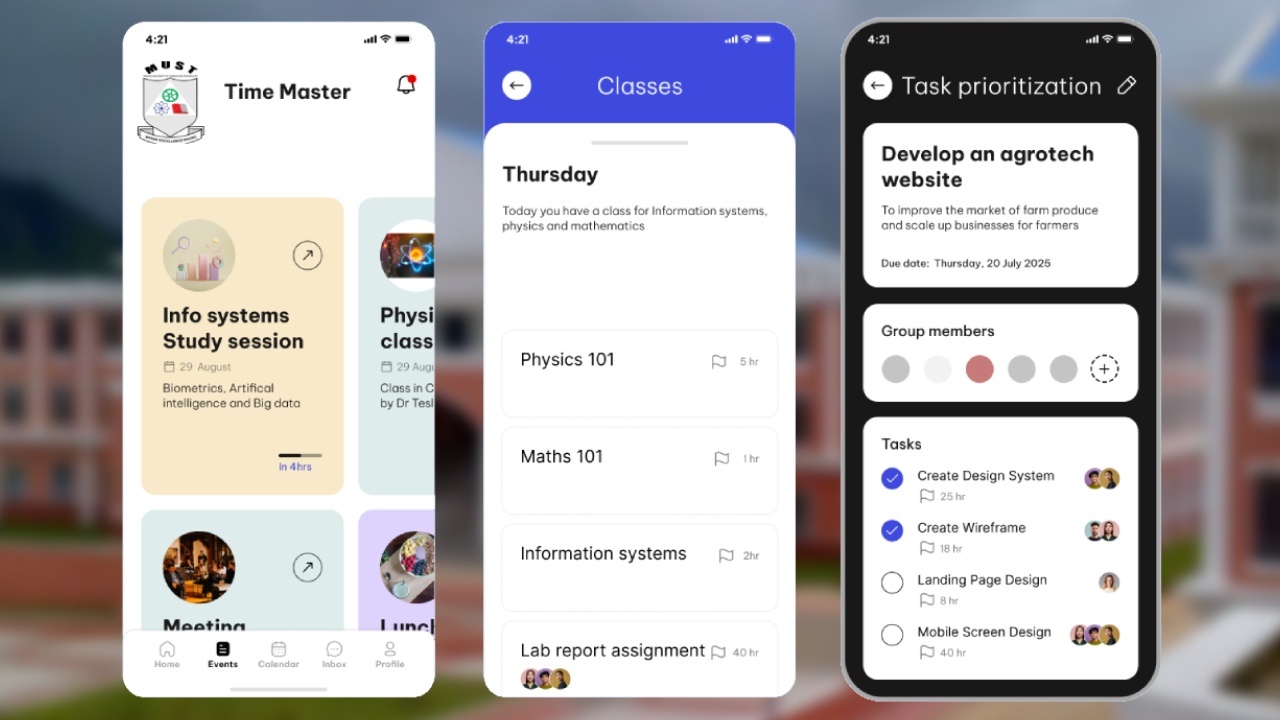 4:21
MUST
Time Master
Info systems
Study session
29 August
Biometrics, Artifical
intelligence and Big data
In 4hrs
Physi
class
29 Augu
Class in C
by Dr Tesl
Meeting
Lunch
Home
Events
Calendar
Inbox
Profile
4:21
Classes
Thursday
Today you have a class for Information systems,
physics and mathematics
Physics 101
5 hr
Maths 101
1 hr
Information systems
2hr
Lab report assignment
40 hr
4:21
Task prioritization
Develop an agrotech
website
To improve the market of farm produce
and scale up businesses for farmers
Due date: Thursday, 20 July 2025
Group members
Tasks
Create Design System
25 hr
Create Wireframe
18 hr
Landing Page Design
8 hr
Mobile Screen Design
40 hr